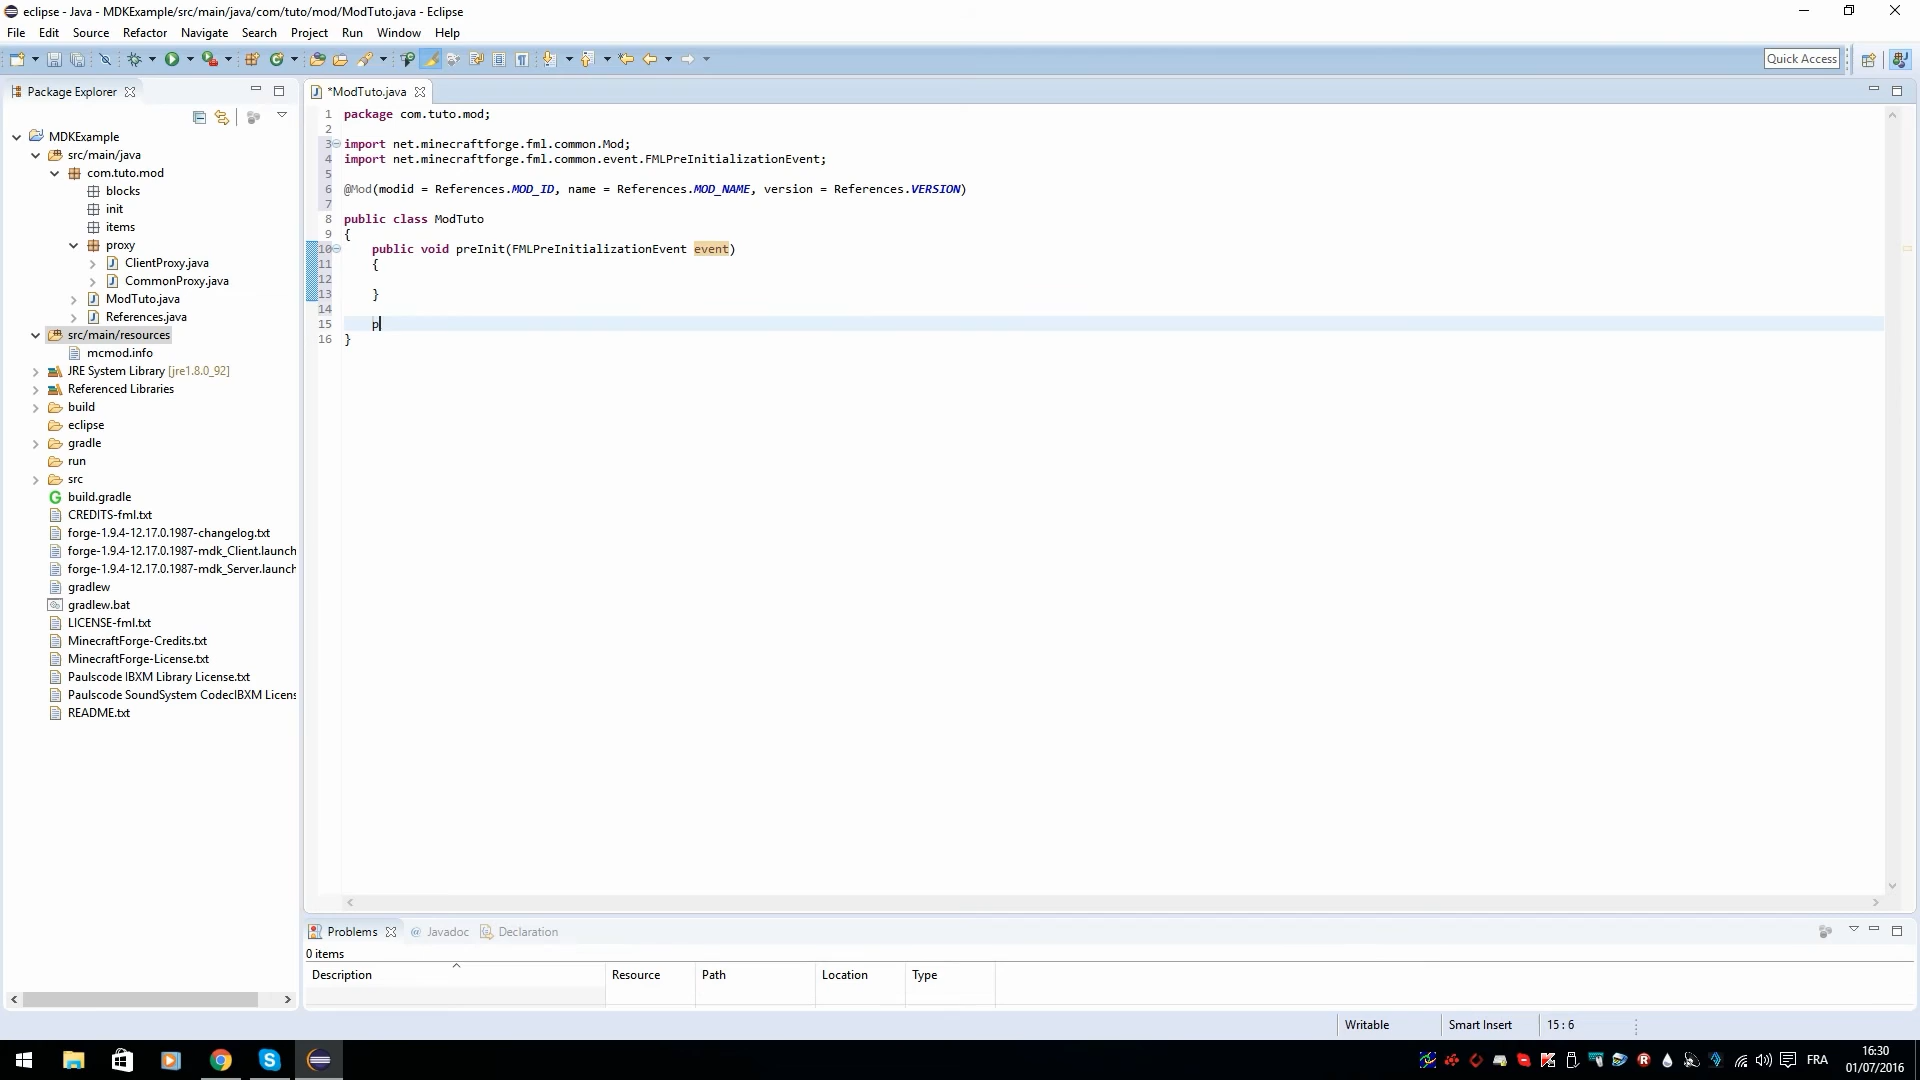 eclipse - Java - MDKExample/src/main/java/com/tuto/mod/ModTuto.java - Eclipse
File Edit Source Refactor Navigate Search Project Run Window Help
Quick Access
Package Explorer
*ModTuto.java
MDKExample
src/main/java
com.tuto.mod
blocks
init
items
proxy
ClientProxy.java
CommonProxy.java
ModTuto.java
References.java
src/main/resources
mcmod.info
JRE System Library [jre1.8.0_92]
Referenced Libraries
build
eclipse
gradle
run
src
build.gradle
CREDITS-fml.txt
forge-1.9.4-12.17.0.1987-changelog.txt
forge-1.9.4-12.17.0.1987-mdk_Client.launch
forge-1.9.4-12.17.0.1987-mdk_Server.launch
gradlew
gradlew.bat
LICENSE-fml.txt
MinecraftForge-Credits.txt
MinecraftForge-License.txt
Paulscode IBXM Library License.txt
Paulscode SoundSystem CodecIBXM Licens
README.txt
1 package com.tuto.mod;
2
3 import net.minecraftforge.fml.common.Mod;
4 import net.minecraftforge.fml.common.event.FMLPreInitializationEvent;
5
6 @Mod(modid = References.MOD_ID, name = References.MOD_NAME, version = References.VERSION)
7
8 public class ModTuto
9 {
10 public void preInit(FMLPreInitializationEvent event)
11 {
12
13 }
14
15 p
16 }
Problems @ Javadoc Declaration
0 items
Description Resource Path Location Type
Writable Smart Insert 15 : 6
FRA
16:30
01/07/2016